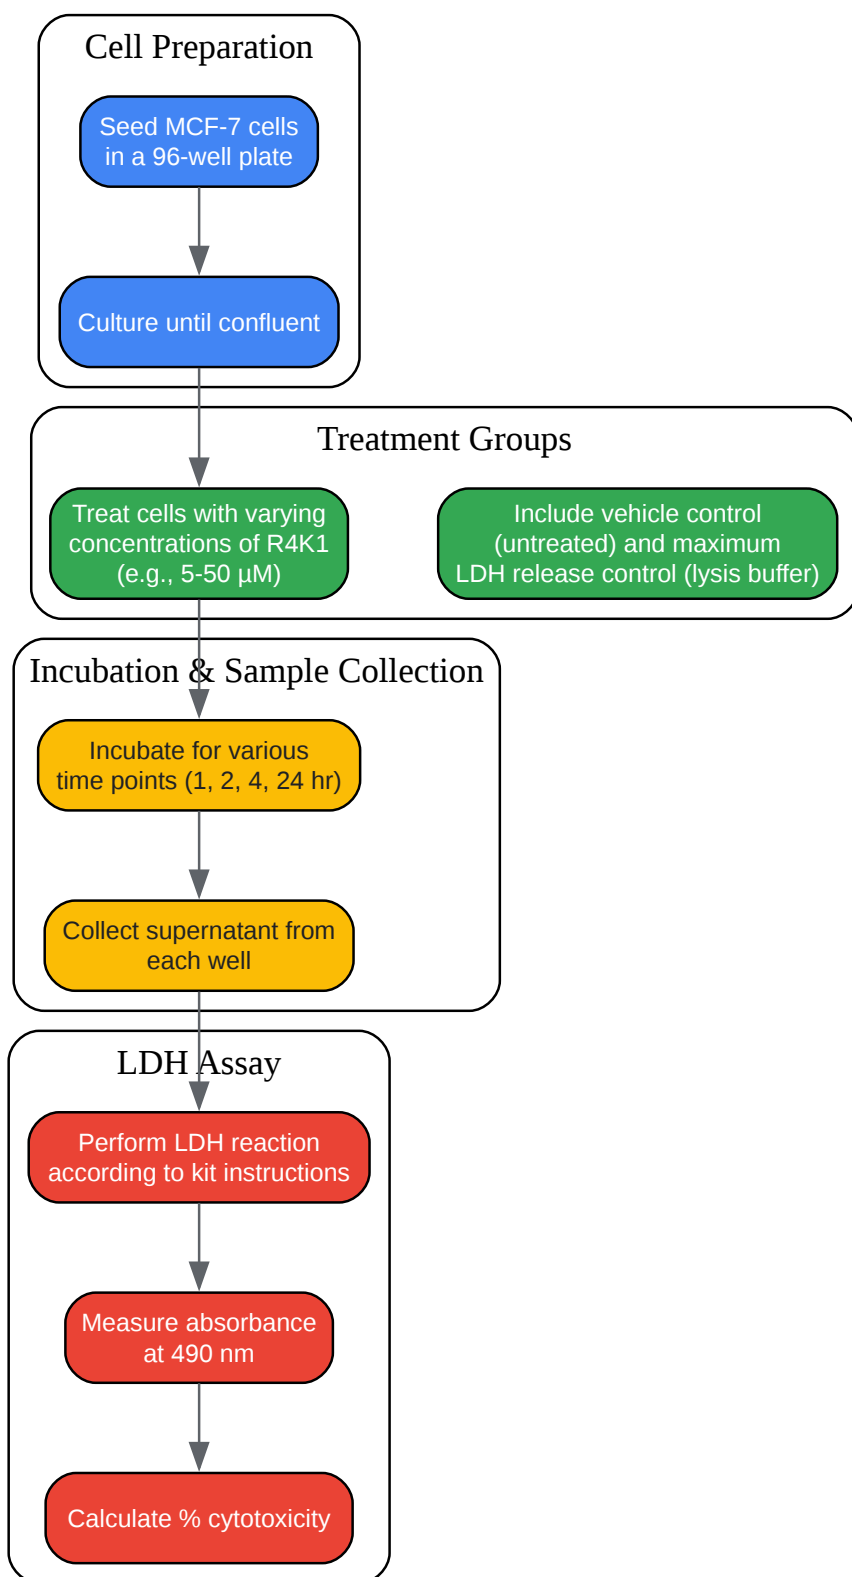 Cell Preparation
Seed MCF-7 cells
in a 96-well plate
Culture until confluent
Treatment Groups
Treat cells with varying
concentrations of R4K1
(e.g., 5-50 µM)
Include vehicle control
(untreated) and maximum
LDH release control (lysis buffer)
Incubation & Sample Collection
Incubate for various
time points (1, 2, 4, 24 hr)
Collect supernatant from
each well
LDH Assay
Perform LDH reaction
according to kit instructions
Measure absorbance
at 490 nm
Calculate % cytotoxicity